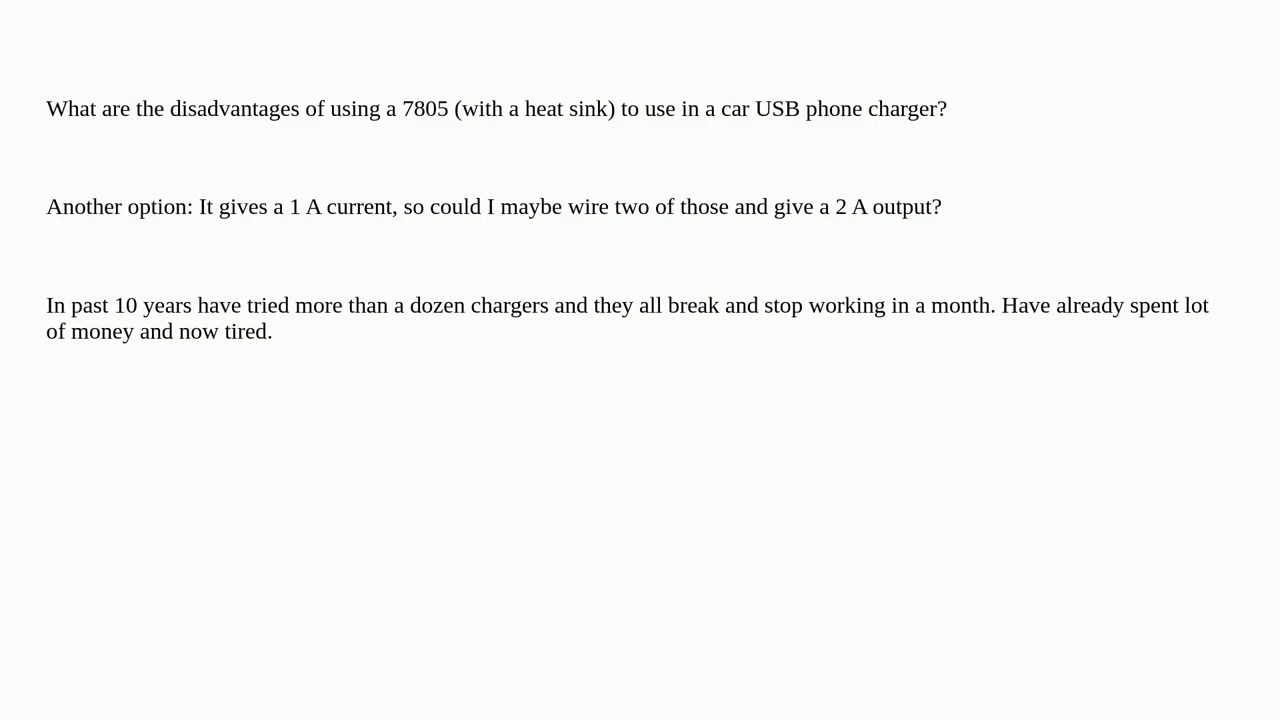 What are the disadvantages of using a 7805 (with a heat sink) to use in a car USB phone charger?
Another option: It gives a 1 A current, so could I maybe wire two of those and give a 2 A output?
In past 10 years have tried more than a dozen chargers and they all break and stop working in a month. Have already spent lot
of money and now tired.